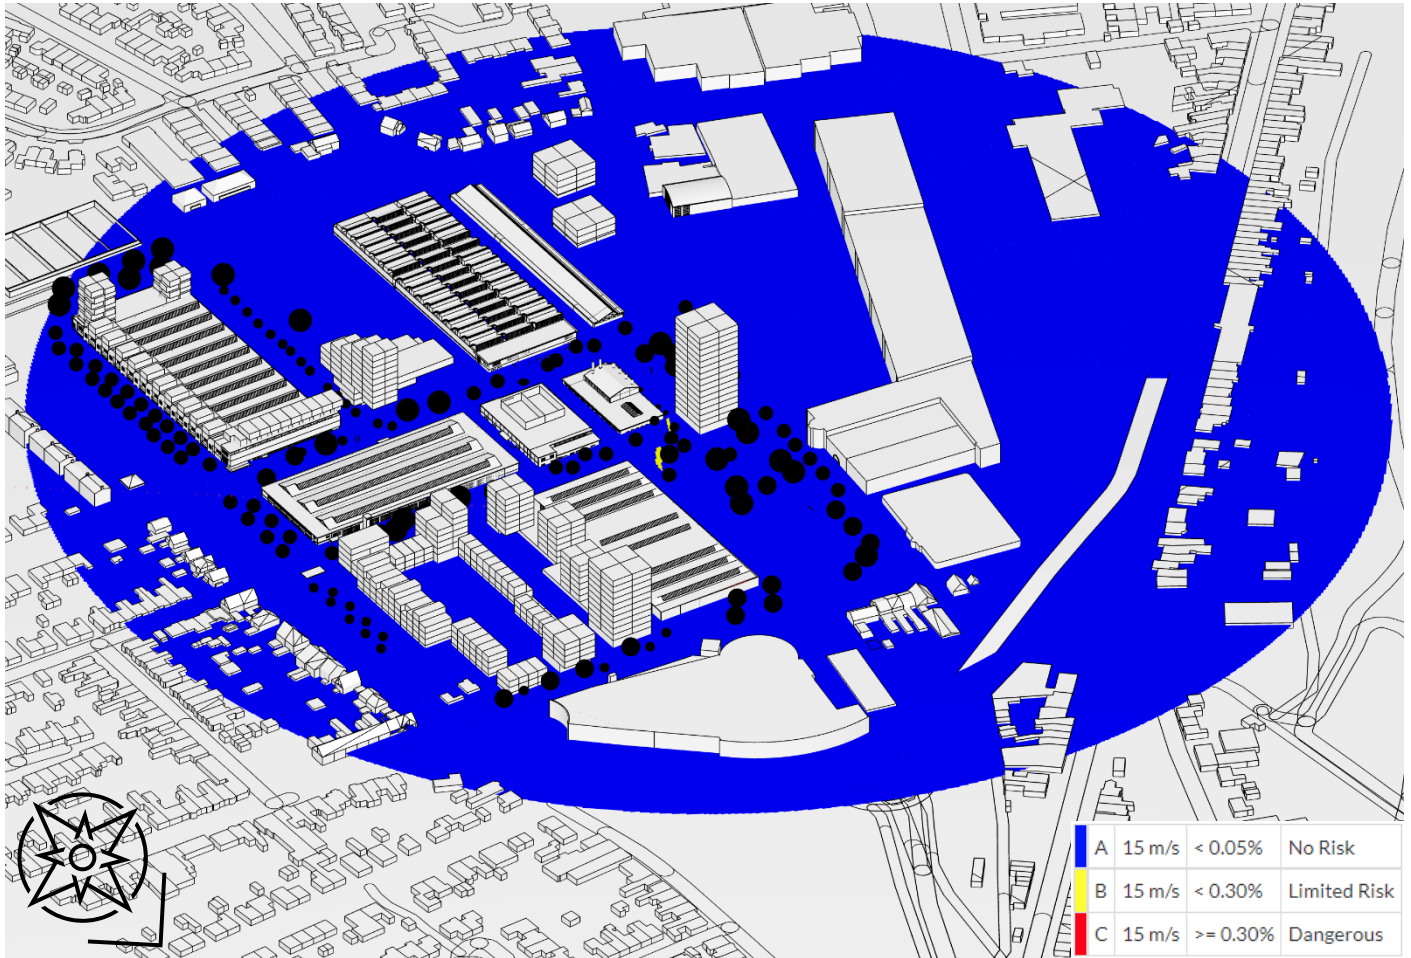 A 15 m/s < 0.05% No Risk
B 15 m/s < 0.30% Limited Risk
C 15 m/s >= 0.30% Dangerous